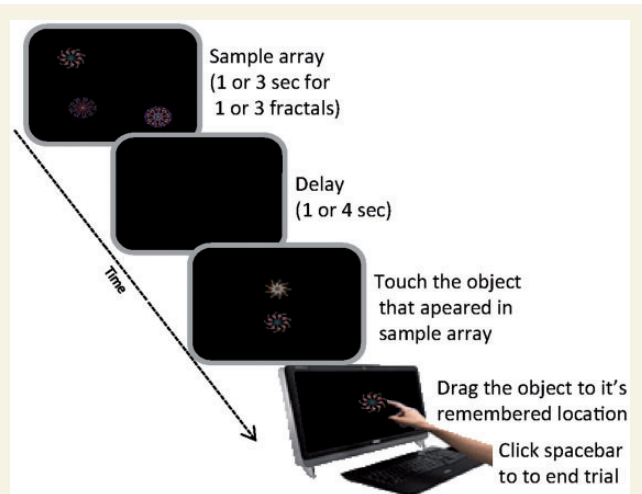 Sample array
(1 or 3 sec for
1 or 3 fractals)
Delay
(1 or 4 sec)
Time
Touch the object
that apeared in
sample array
Drag the object to it's
remembered location
Click spacebar
to to end trial